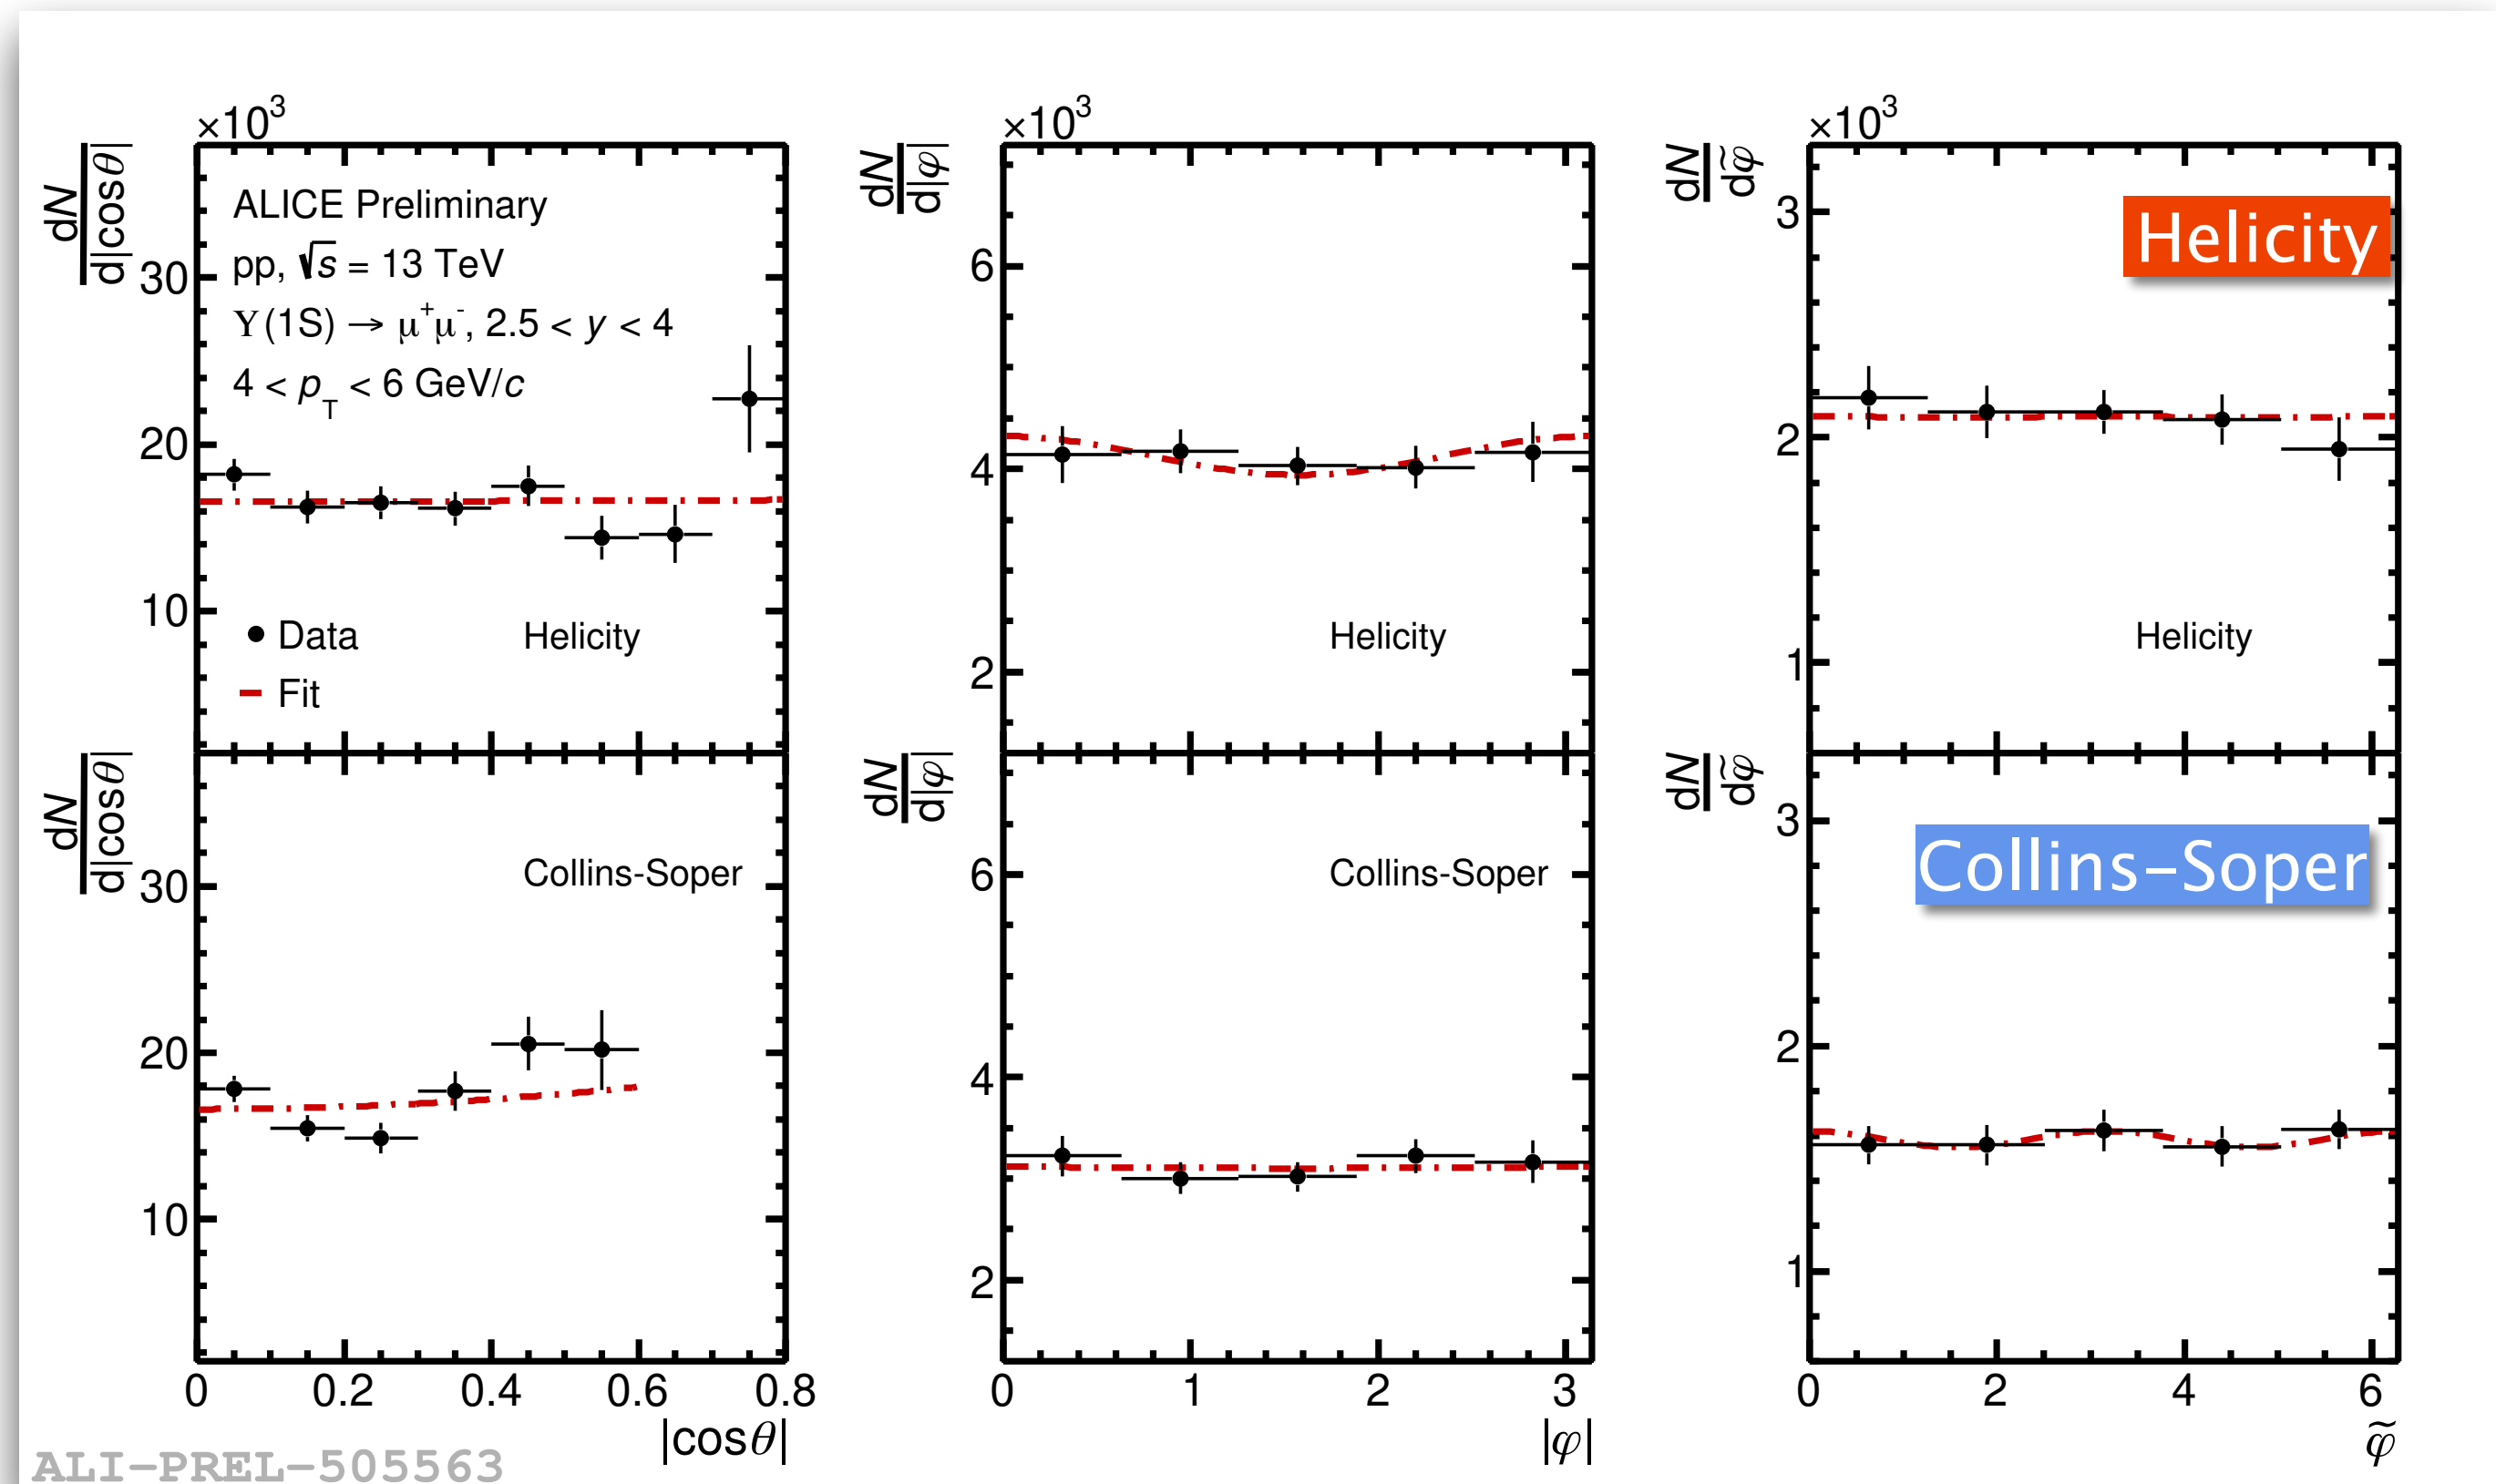 ×10³ ×10³ ×10³
dN/d|cosθ| dN/d|φ| dN/dφ̃
ALICE Preliminary
pp, √s = 13 TeV
Υ(1S) → μ⁺μ⁻, 2.5 < y < 4
4 < p_T < 6 GeV/c
30
20
10
Data
Fit
Helicity
6
4
2
Helicity
3
2
1
Helicity
Helicity
dN/d|cosθ| dN/d|φ| dN/dφ̃
30
20
10
Collins-Soper
6
4
2
Collins-Soper
3
2
1
Collins-Soper
0 0.2 0.4 0.6 0.8
|cosθ|
0 1 2 3
|φ|
0 2 4 6
φ̃
ALI-PREL-505563